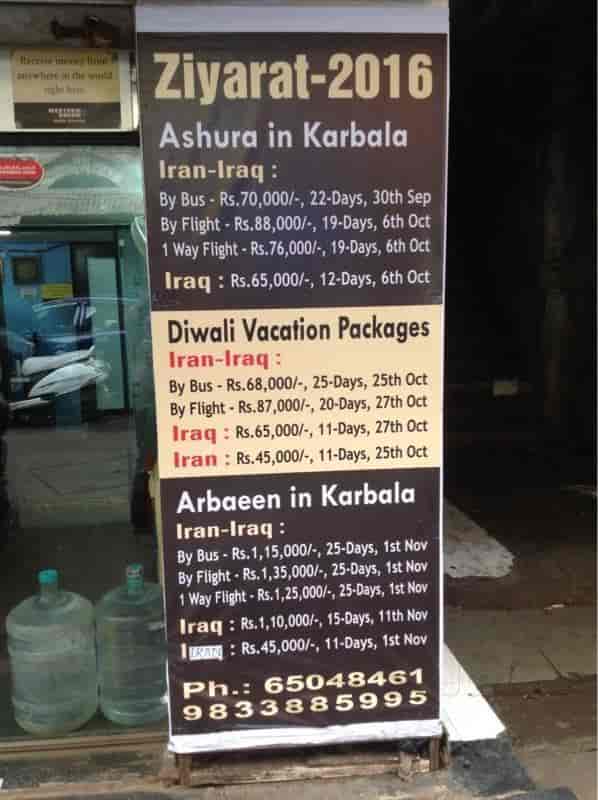 Receive money from
anywhere in the world
right here.
WESTERN
UNION
Ziyarat-2016
Ashura in Karbala
Iran-Iraq :
By Bus - Rs.70,000/-, 22-Days, 30th Sep
By Flight - Rs.88,000/-, 19-Days, 6th Oct
1 Way Flight - Rs.76,000/-, 19-Days, 6th Oct
Iraq : Rs.65,000/-, 12-Days, 6th Oct
Diwali Vacation Packages
Iran-Iraq :
By Bus - Rs.68,000/-, 25-Days, 25th Oct
By Flight - Rs.87,000/-, 20-Days, 27th Oct
Iraq : Rs.65,000/-, 11-Days, 27th Oct
Iran : Rs.45,000/-, 11-Days, 25th Oct
Arbaeen in Karbala
Iran-Iraq :
By Bus - Rs.1,15,000/-, 25-Days, 1st Nov
By Flight - Rs.1,35,000/-, 25-Days, 1st Nov
1 Way Flight - Rs.1,25,000/-, 25-Days, 1st Nov
Iraq : Rs.1,10,000/-, 15-Days, 11th Nov
IRAN : Rs.45,000/-, 11-Days, 1st Nov
Ph.: 65048461
9833885995